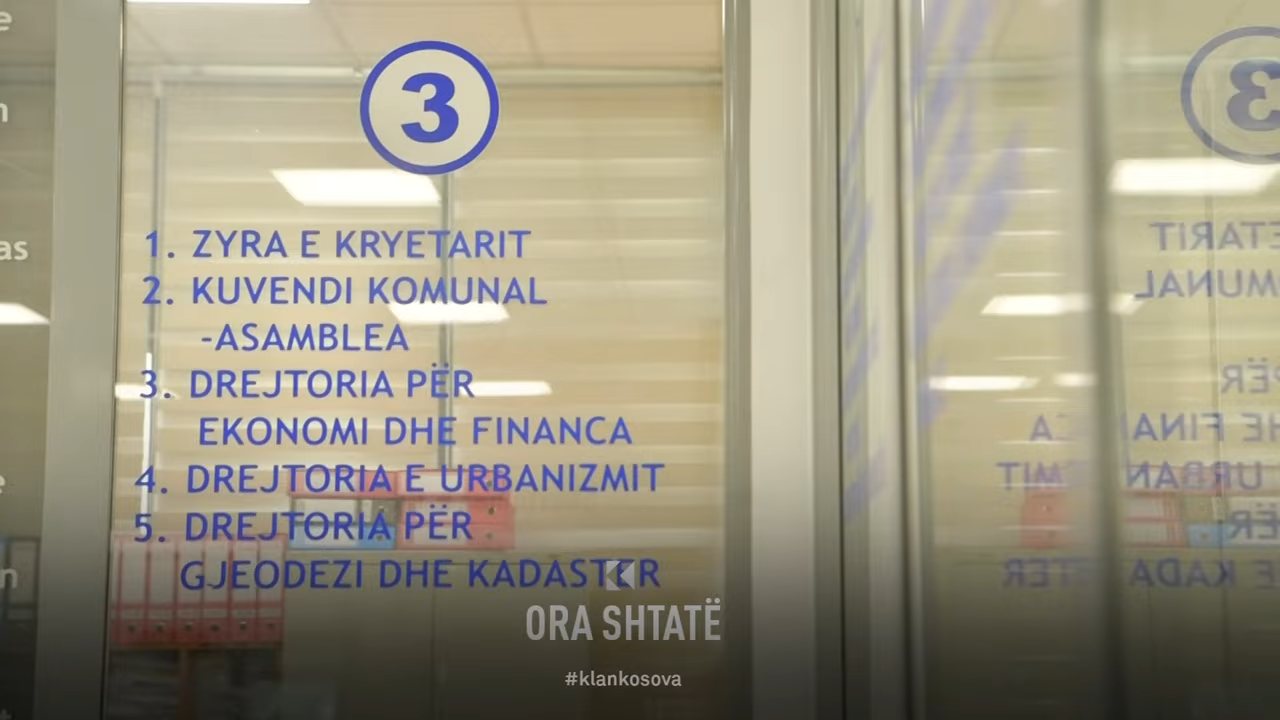 3
1. ZYRA E KRYETARIT
2. KUVENDI KOMUNAL
-ASAMBLEA
3. DREJTORIA PËR
EKONOMI DHE FINANCA
4. DREJTORIA E URBANIZMIT
5. DREJTORIA PËR
GJEODEZI DHE KADASTER
ORA SHTATË
#klankosova